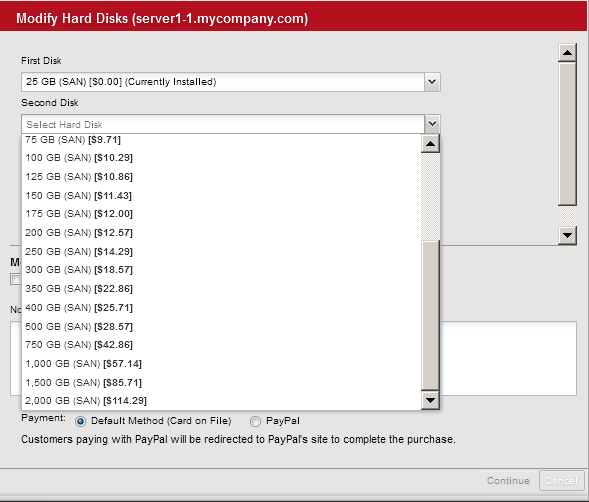 Modify Hard Disks (server1-1.mycompany.com)
First Disk
25 GB (SAN) [$0.00] (Currently Installed)
Second Disk
Select Hard Disk
75 GB (SAN) [$9.71]
100 GB (SAN) [$10.29]
125 GB (SAN) [$10.86]
150 GB (SAN) [$11.43]
175 GB (SAN) [$12.00]
200 GB (SAN) [$12.57]
250 GB (SAN) [$14.29]
300 GB (SAN) [$18.57]
350 GB (SAN) [$22.86]
400 GB (SAN) [$25.71]
500 GB (SAN) [$28.57]
750 GB (SAN) [$42.86]
1,000 GB (SAN) [$57.14]
1,500 GB (SAN) [$85.71]
2,000 GB (SAN) [$114.29]
Payment: Default Method (Card on File) PayPal
Customers paying with PayPal will be redirected to PayPal's site to complete the purchase.
Continue Cancel